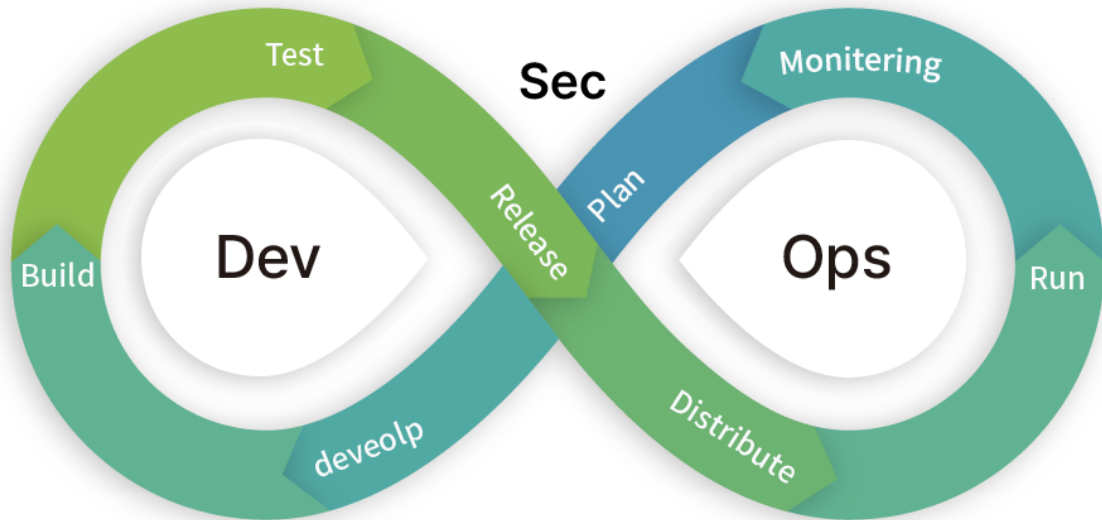 Test
Monitering
Sec
Plan
Release
Dev
Ops
Build
Run
deveolp
Distribute